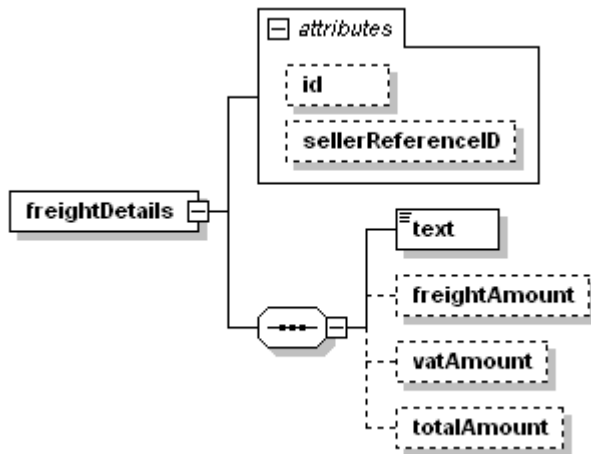 attributes
id
sellerReferenceID
freightDetails
text
freightAmount
vatAmount
totalAmount